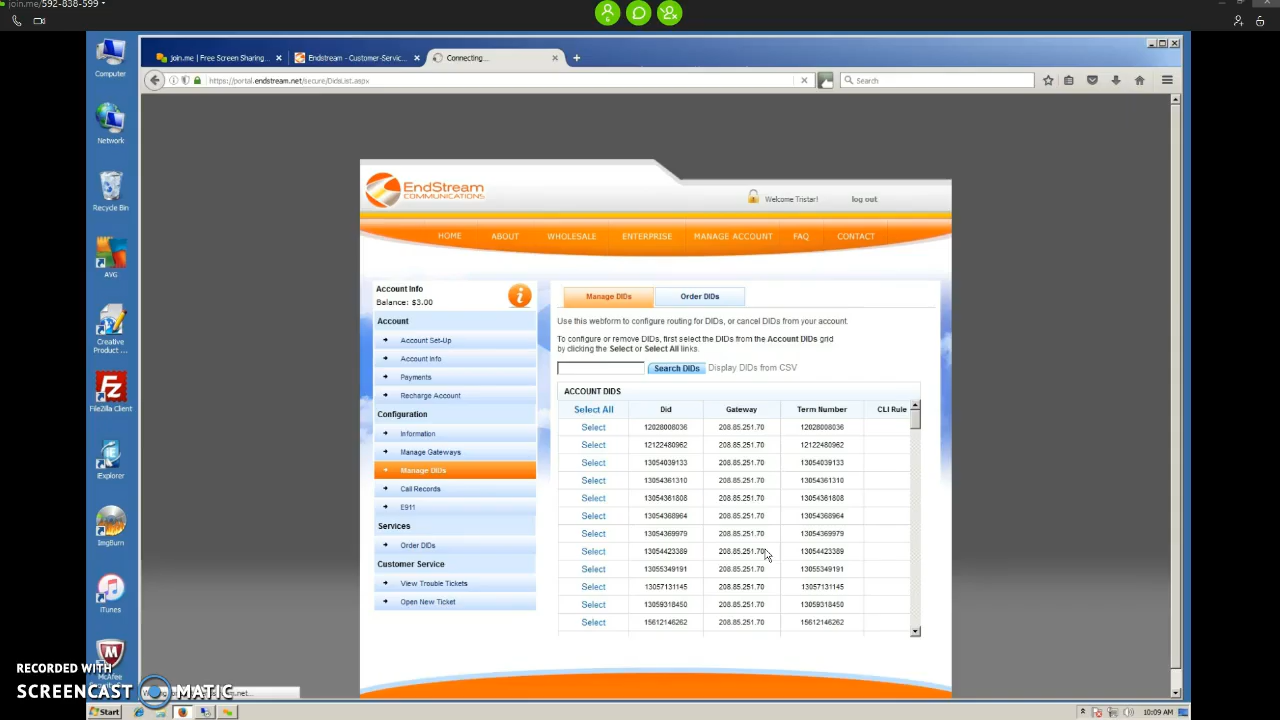 join.me/592-838-599
join.me | Free Screen Sharing...
Endstream - Customer-Servic...
Connecting...
https://portal.endstream.net/secure/DidsList.aspx
Search
Computer
Network
Recycle Bin
AVG
Creative
Product ...
FileZilla Client
iExplorer
ImgBurn
iTunes
McAfee
ENDSTREAM
COMMUNICATIONS
Welcome Tristar!
log out
HOME
ABOUT
WHOLESALE
ENTERPRISE
MANAGE ACCOUNT
FAQ
CONTACT
Account Info
Balance: $3.00
Account
Account Set-Up
Account Info
Payments
Recharge Account
Configuration
Information
Manage Gateways
Manage DIDs
Call Records
E911
Services
Order DIDs
Customer Service
View Trouble Tickets
Open New Ticket
Manage DIDs
Order DIDs
Use this webform to configure routing for DIDs, or cancel DIDs from your account.
To configure or remove DIDs, first select the DIDs from the Account DIDs grid
by clicking the Select or Select All links.
Search DIDs
Display DIDs from CSV
ACCOUNT DIDS
Select All Did Gateway Term Number CLI Rule
Select 12028008036 208.85.251.70 12028008036
Select 12122480962 208.85.251.70 12122480962
Select 13054039133 208.85.251.70 13054039133
Select 13054361310 208.85.251.70 13054361310
Select 13054361808 208.85.251.70 13054361808
Select 13054368964 208.85.251.70 13054368964
Select 13054369979 208.85.251.70 13054369979
Select 13054423389 208.85.251.70 13054423389
Select 13055349191 208.85.251.70 13055349191
Select 13057131145 208.85.251.70 13057131145
Select 13059318450 208.85.251.70 13059318450
Select 15612146262 208.85.251.70 15612146262
RECORDED WITH
SCREENCAST MATIC
Start
10:09 AM